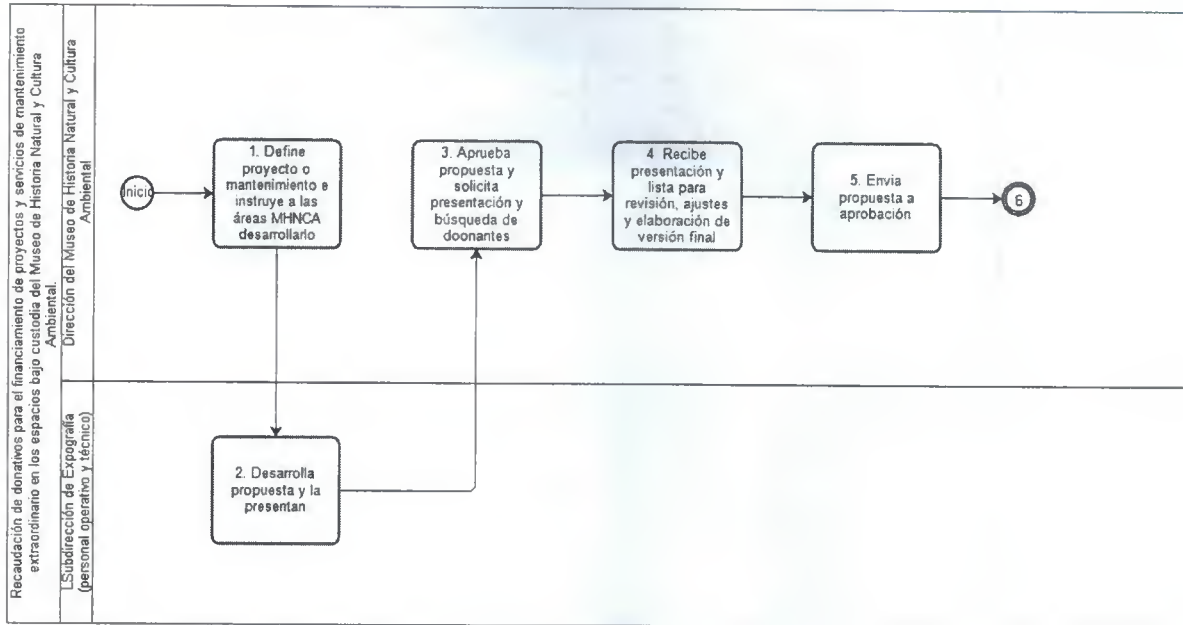 Recaudación de donativos para el financiamiento de proyectos y servicios de mantenimiento
extraordinario en los espacios bajo custodia del Museo de Historia Natural y Cultura
Ambiental.
Dirección del Museo de Historia Natural y Cultura
Ambiental
Inicio
1. Define
proyecto o
mantenimiento e
instruye a las
áreas MHNCA
desarrollarlo
3. Aprueba
propuesta y
solicita
presentación y
búsqueda de
doonantes
4 Recibe
presentación y
lista para
revisión, ajustes
y elaboración de
versión final
5. Envia
propuesta a
aprobación
6
LSubdirección de Expografía
(personal operativo y técnico)
2. Desarrolla
propuesta y la
presentan